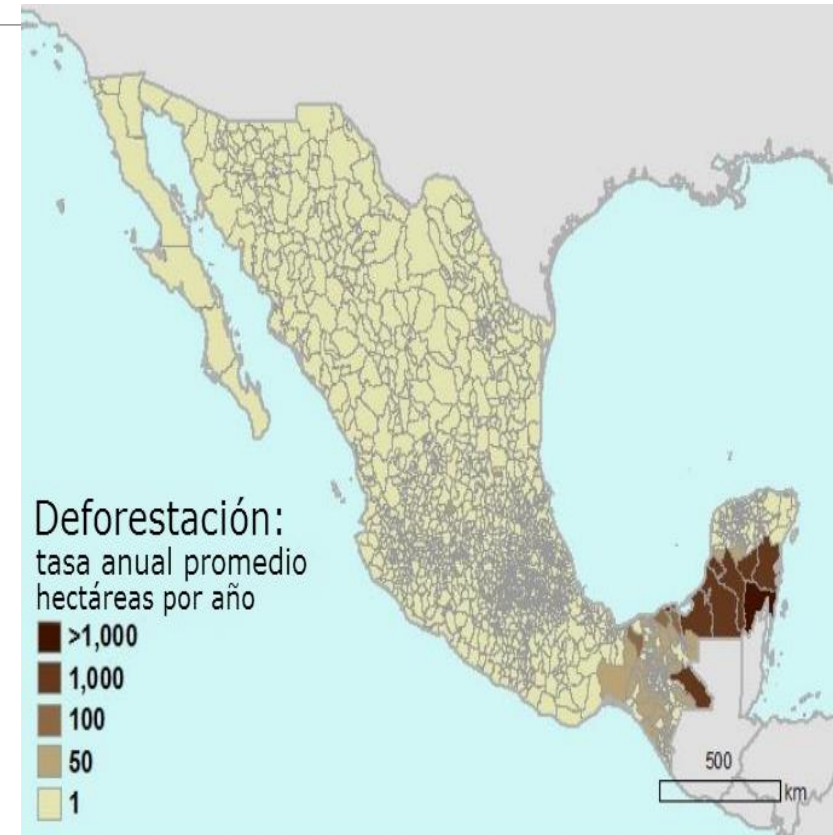 Deforestación:
tasa anual promedio
hectáreas por año
>1,000
1,000
100
50
1
500
km